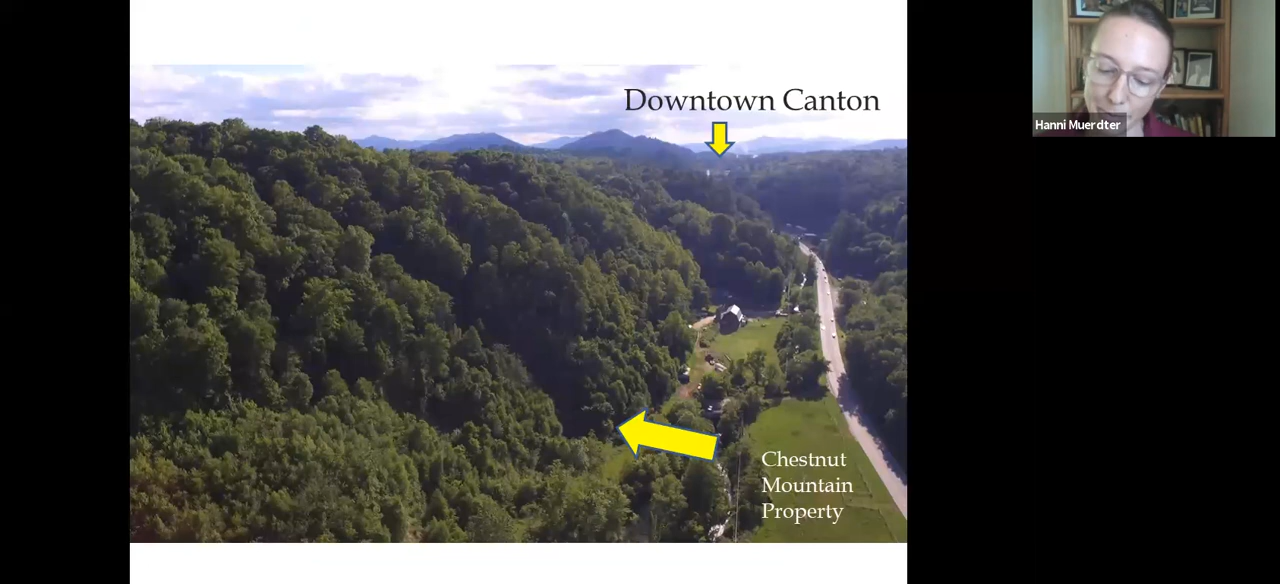 Downtown Canton
Hanni Muerdter
Chestnut
Mountain
Property